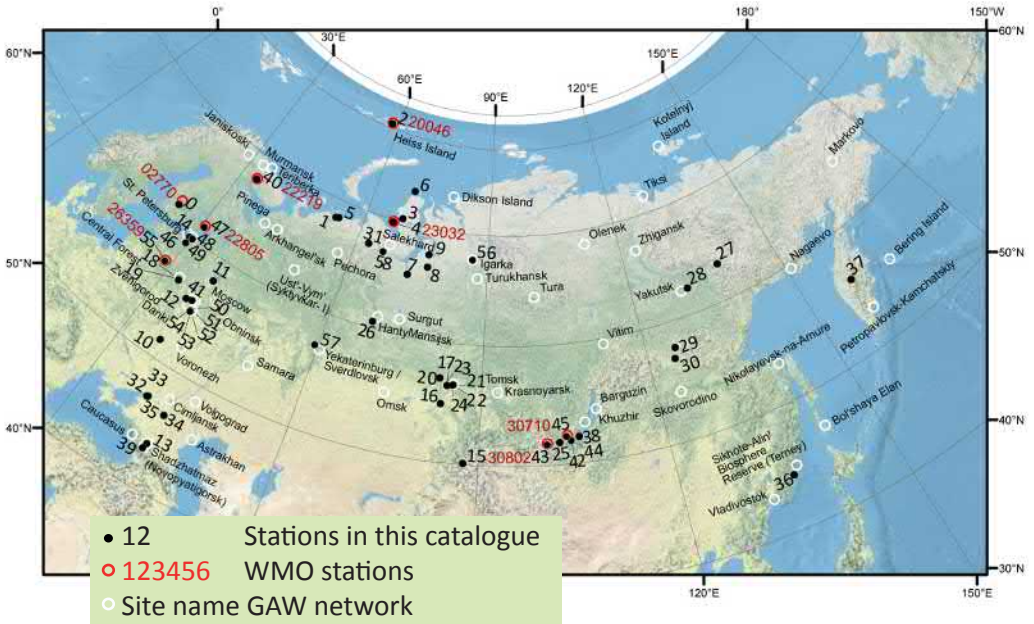 0°
180°
150°W
60°N
30°E
150°E
60°N
60°E
90°E
120°E
Janiskoski
Murmansk
Teriberka
2 20046
Heiss Island
Kotelnyj
Island
Markovo
02770
0
40
22219
6
Dikson Island
Tiksi
St. Petersburg
14
47
22805
Pinega
1
5
3
4
23032
Olenek
Zhigansk
Bering Island
26359
55
46
48
49
Arkhangel'sk
31
Salekhard
58
9
56
Igarka
27
Nagaevo
37
50°N
50°N
Central Forest
18
19
11
Pechora
7
8
Turukhansk
Tura
Yakutsk
28
Petropavlovsk-Kamchatskiy
Zvenigorod
41
Moscow
Ust'-Vym'
(Syktyvkar- I)
Surgut
12
50
51
Obninsk
26
HantyMansijsk
Vitim
29
30
Danki
54
53
52
57
Yekaterinburg /
Sverdlovsk
Nikolayevsk-na-Amure
10
Voronezh
Samara
17
23
20
21
Tomsk
Krasnoyarsk
Barguzin
Skovorodino
33
32
Omsk
16
24
22
Khuzhir
Bol'shaya Elan
40°N
40°N
35
34
Cimljansk
Volgograd
30710
45
38
Caucasus
13
Astrakhan
15
30802
43
25
42
44
Sikhote-Alin/
Biosphere
Reserve (Terney)
39
Shadzhatmaz
(Novopyatigorsk)
36
Vladivostok
12 Stations in this catalogue
123456 WMO stations
Site name GAW network
30°N
120°E
150°E